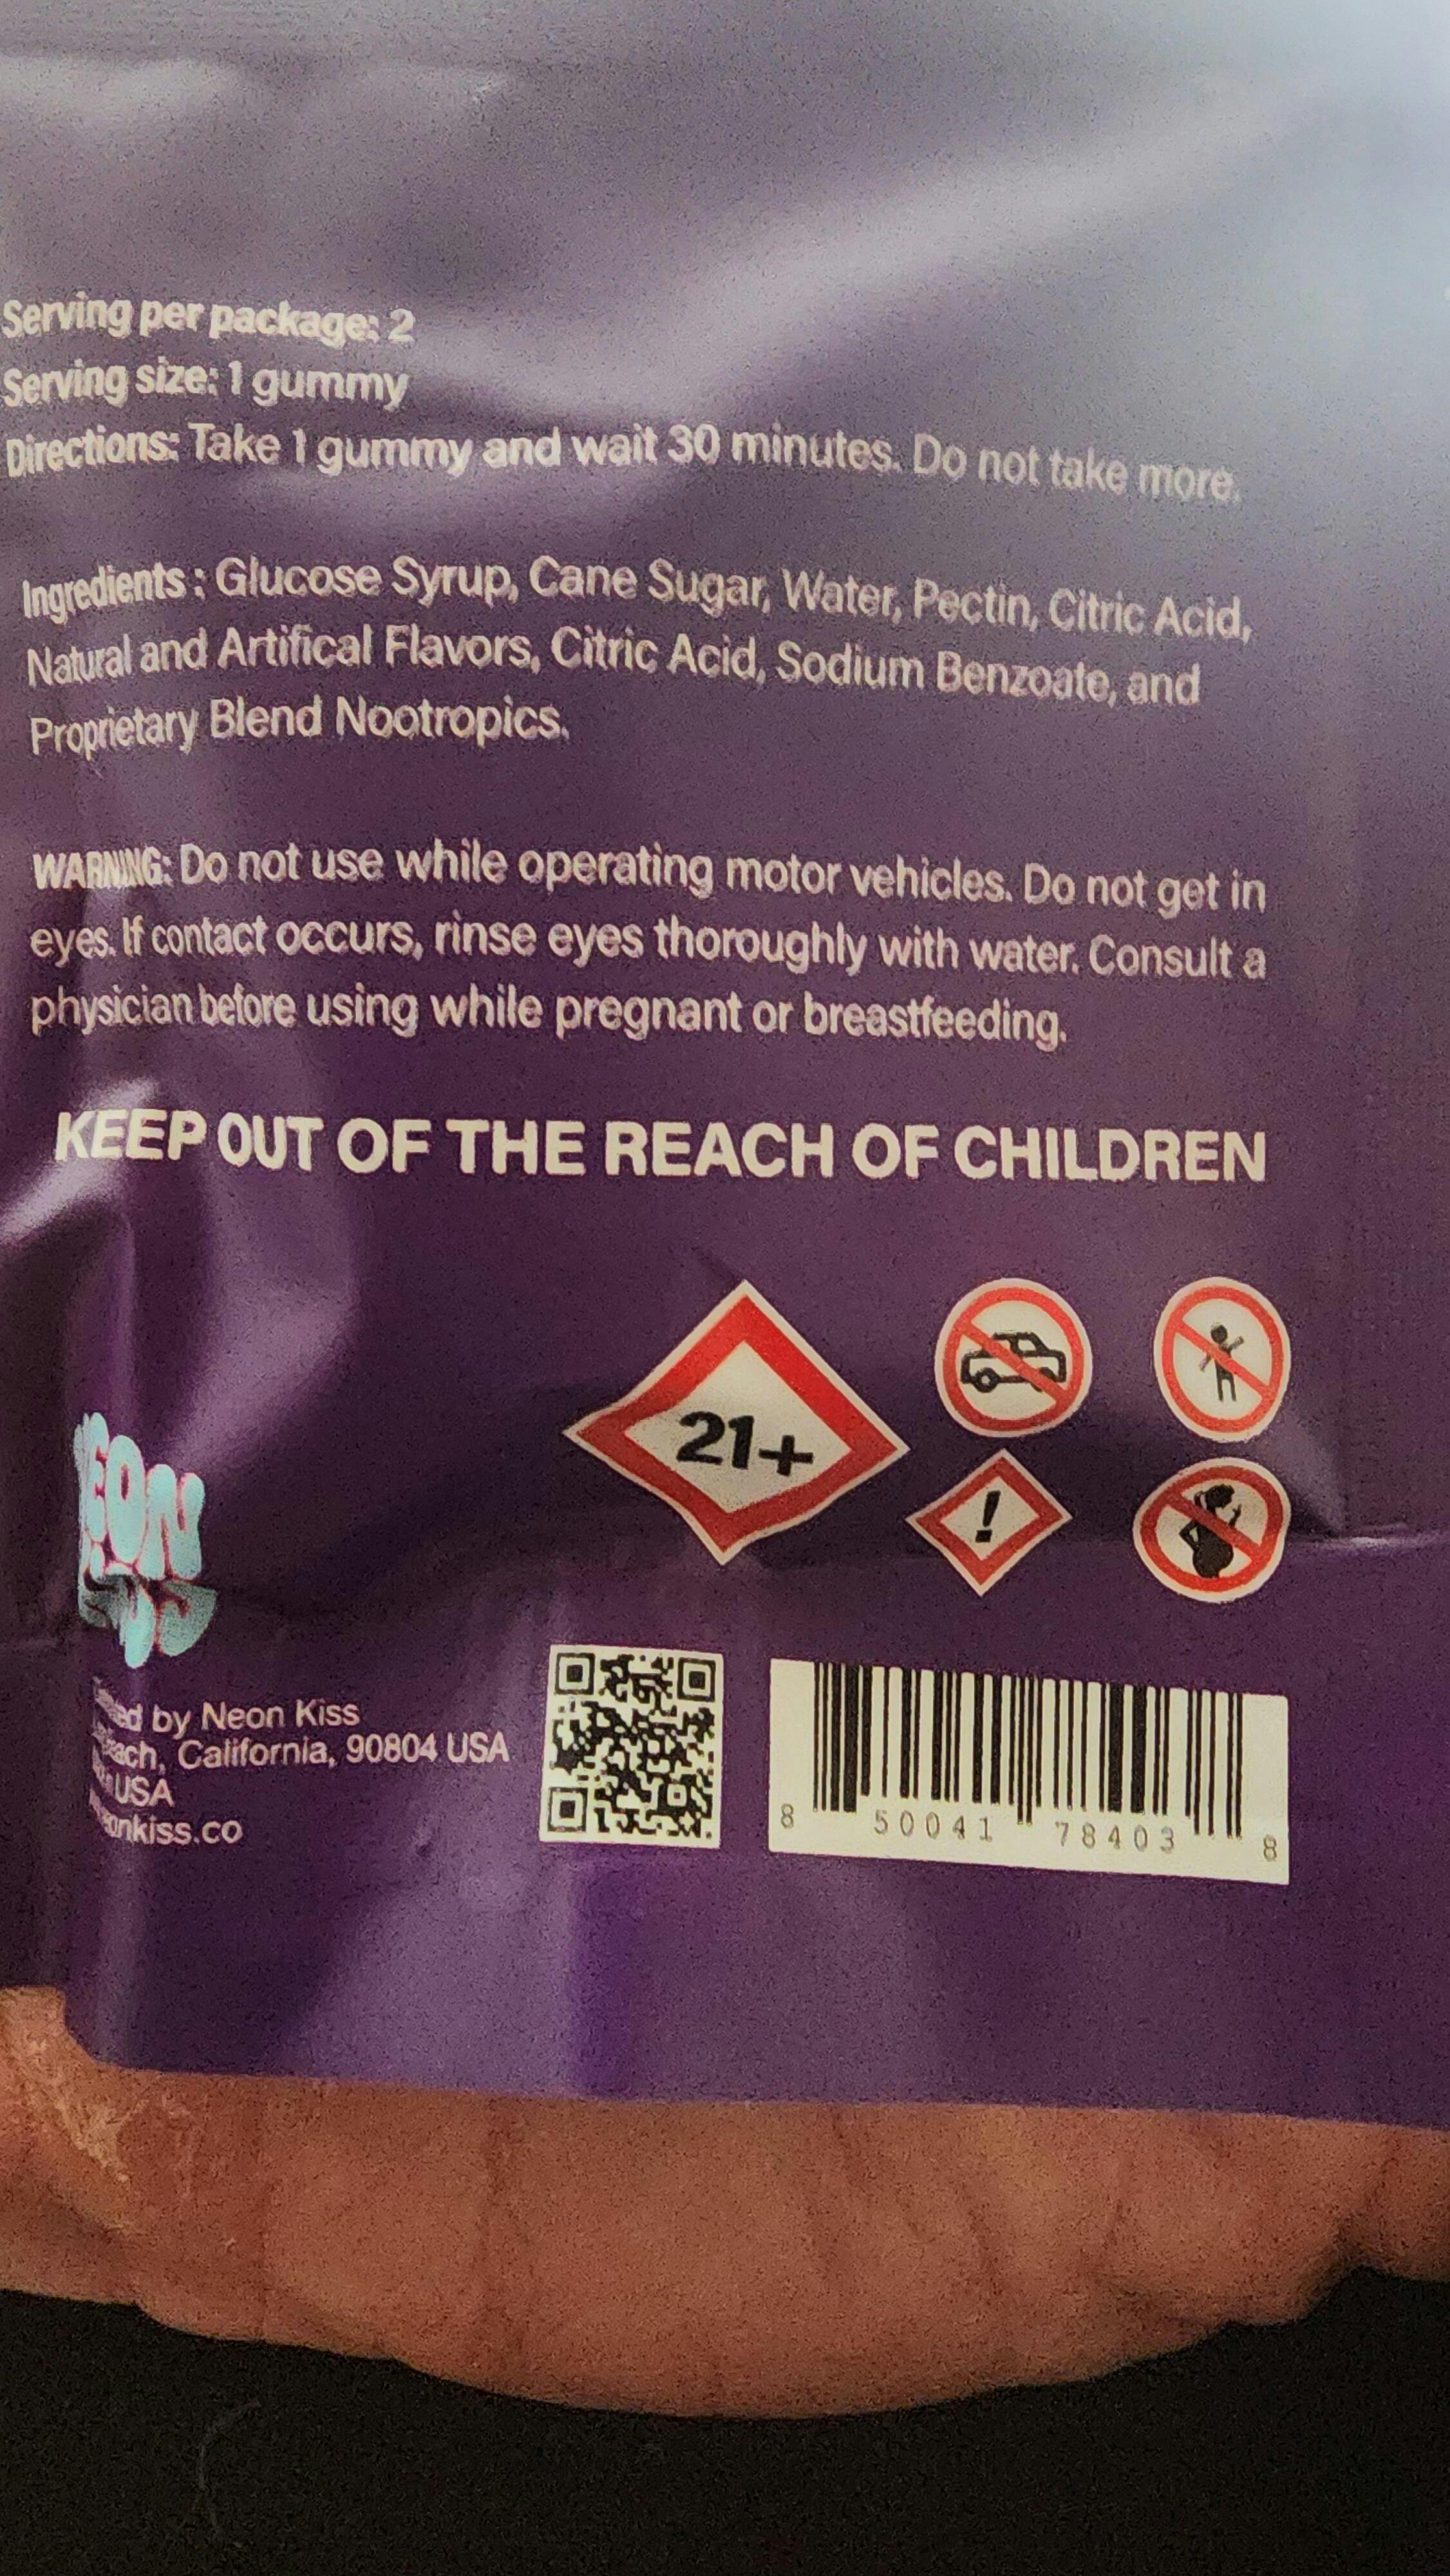 Serving per package: 2
Serving size: 1 gummy
Directions: Take 1 gummy and wait 30 minutes. Do not take more.
Ingredients : Glucose Syrup, Cane Sugar, Water, Pectin, Citric Acid,
Natural and Artifical Flavors, Citric Acid, Sodium Benzoate, and
Proprietary Blend Nootropics.
WARNING: Do not use while operating motor vehicles. Do not get in
eyes. If contact occurs, rinse eyes thoroughly with water. Consult a
physician before using while pregnant or breastfeeding.
KEEP OUT OF THE REACH OF CHILDREN
21+
!
by Neon Kiss
California, 90804 USA
USA
8 50041 78403 8